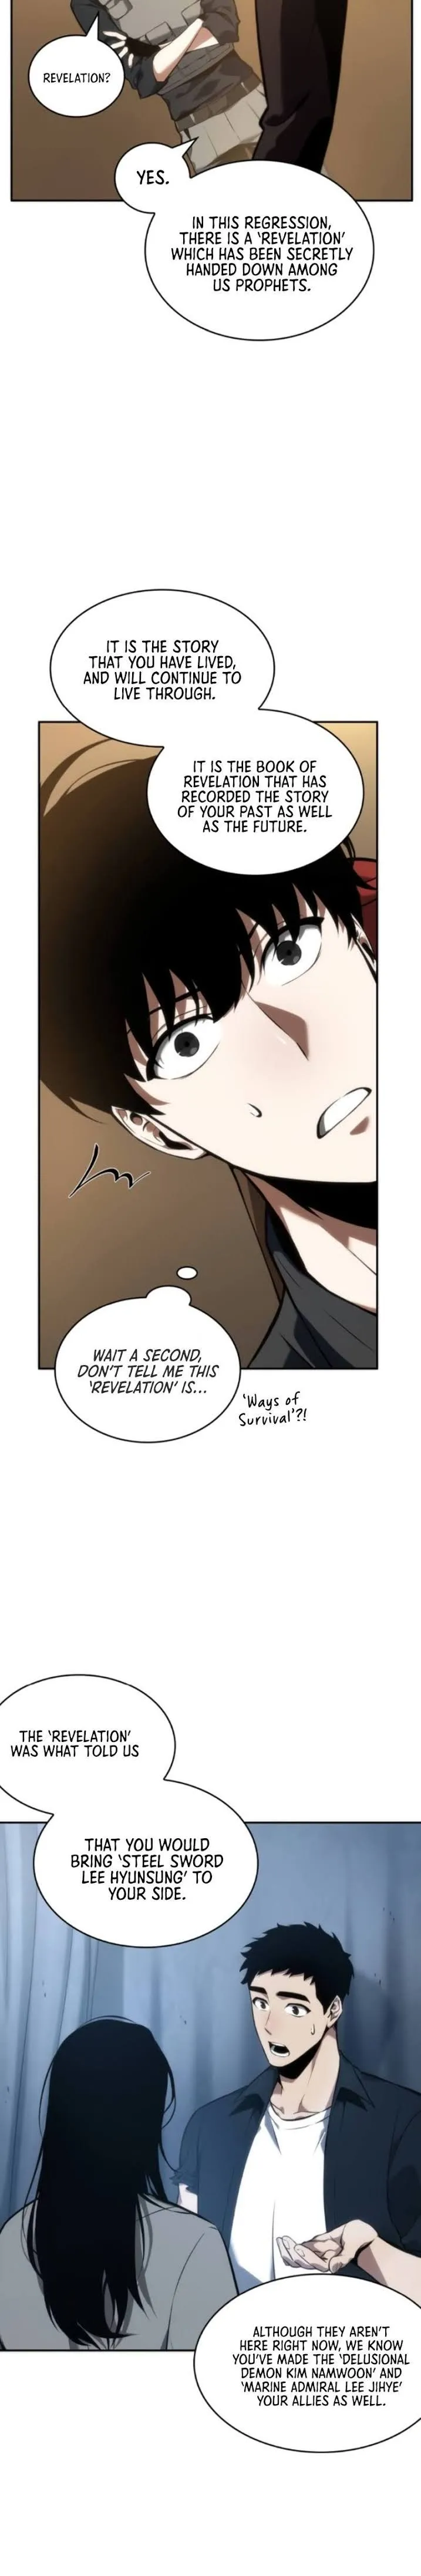 REVELATION?
YES.
IN THIS REGRESSION,
THERE IS A 'REVELATION'
WHICH HAS BEEN SECRETLY
HANDED DOWN AMONG
US PROPHETS.
IT IS THE STORY
THAT YOU HAVE LIVED,
AND WILL CONTINUE TO
LIVE THROUGH.
IT IS THE BOOK OF
REVELATION THAT HAS
RECORDED THE STORY
OF YOUR PAST AS WELL
AS THE FUTURE.
WAIT A SECOND,
DON'T TELL ME THIS
'REVELATION' IS...
'Ways of
Survival'?!
THE 'REVELATION'
WAS WHAT TOLD US
THAT YOU WOULD
BRING 'STEEL SWORD
LEE HYUNSUNG' TO
YOUR SIDE.
ALTHOUGH THEY AREN'T
HERE RIGHT NOW, WE KNOW
YOU'VE MADE THE 'DELUSIONAL
DEMON KIM NAMWOON' AND
'MARINE ADMIRAL LEE JIHYE'
YOUR ALLIES AS WELL.